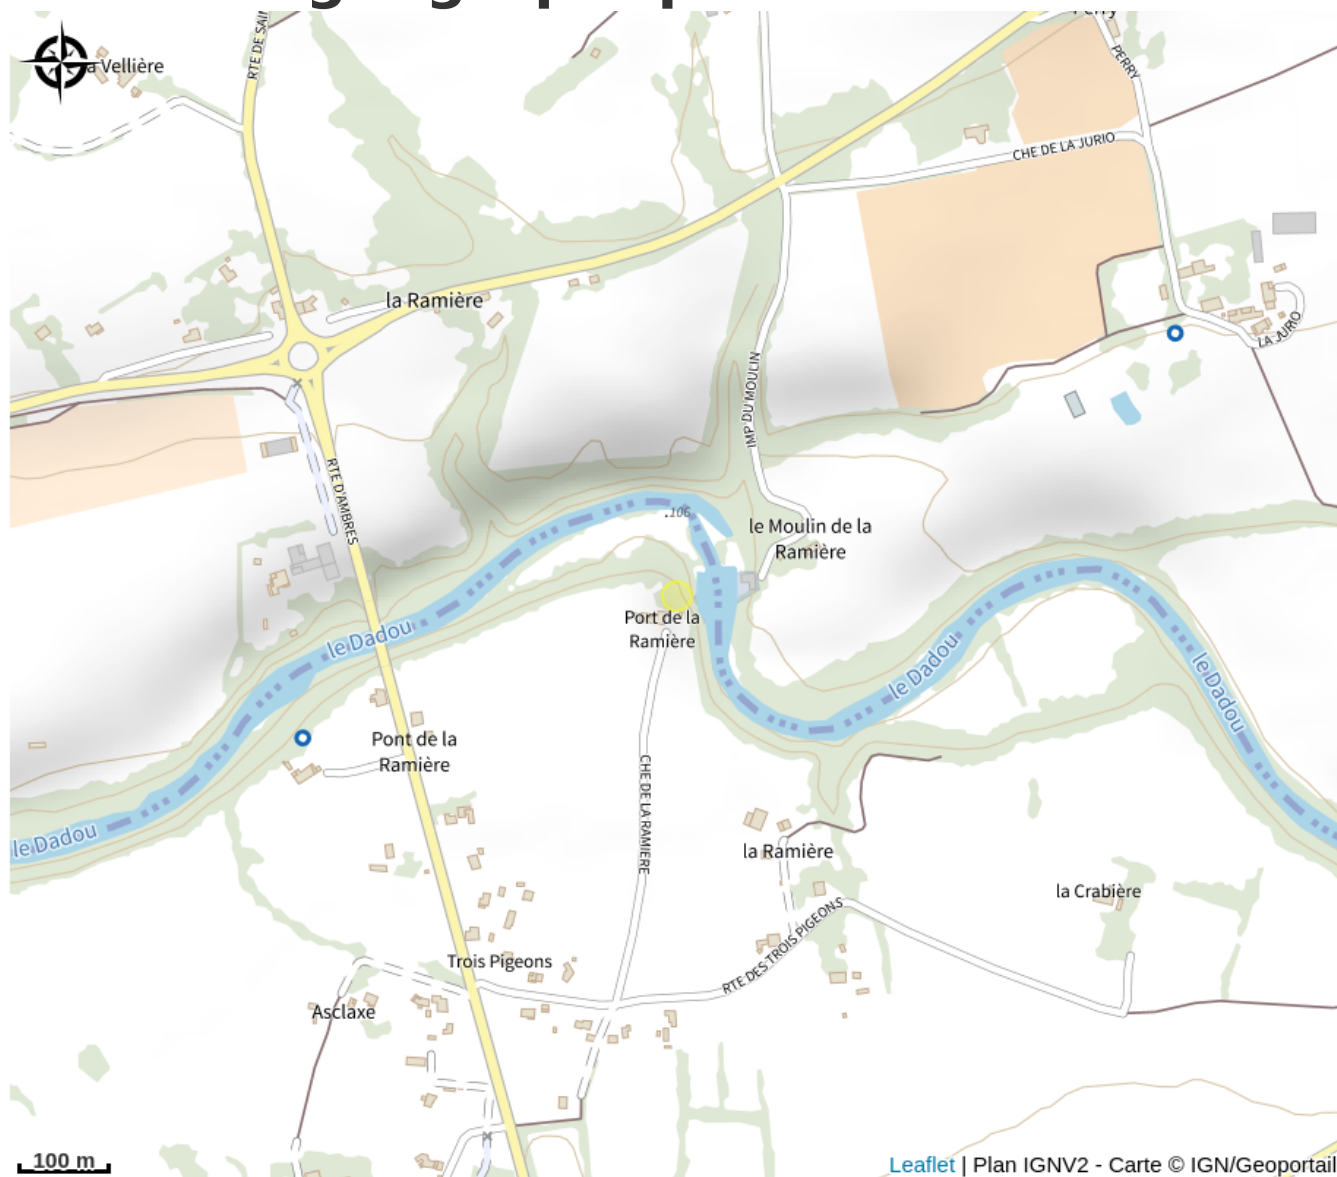 la Vellière
RTE DE SAI
Perry
PERRY
CHE DE LA JURIO
la Ramière
LA JURIO
IMP DU MOULIN
RTE D'AMBRES
.106
le Moulin de la
Ramière
Port de la
Ramière
le Dadou
le Dadou
le Dadou
Pont de la
Ramière
CHE DE LA RAMIERE
le Dadou
la Ramière
la Crabière
RTE DES TROIS PIGEONS
Trois Pigeons
Asclaxe
100 m
Leaflet | Plan IGNV2 - Carte © IGN/Geoportail